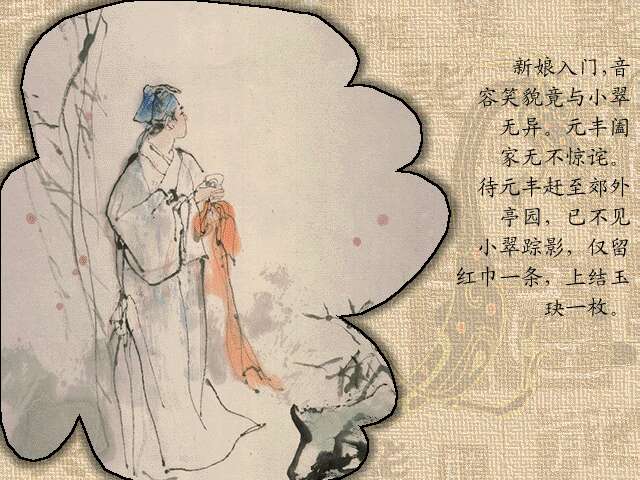 新娘入门,音
容笑貌竟与小翠
无异。元丰阖
家无不惊诧。
待元丰赶至郊外
亭园，已不见
小翠踪影，仅留
红巾一条，上结玉
玦一枚。